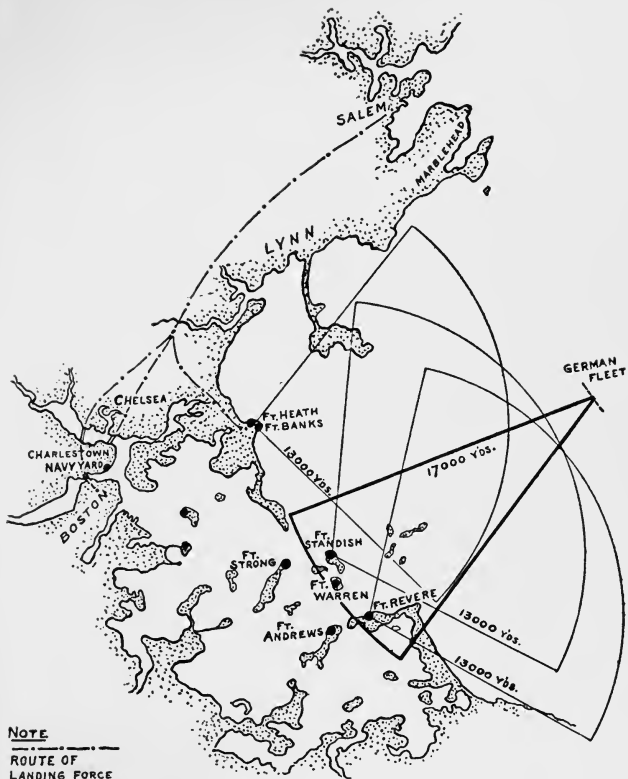 SALEM
MARBLEHEAD
LYNN
GERMAN
FLEET
CHELSEA
FT. HEATH
FT. BANKS
CHARLESTOWN
NAVY YARD
BOSTON
13000 YDS.
17000 YDS.
FT.
STANDISH
FT.
STRONG
FT.
WARREN
FT. REVERE
FT.
ANDREWS
13000 YDS.
13000 YDS.
NOTE
ROUTE OF
LANDING FORCE